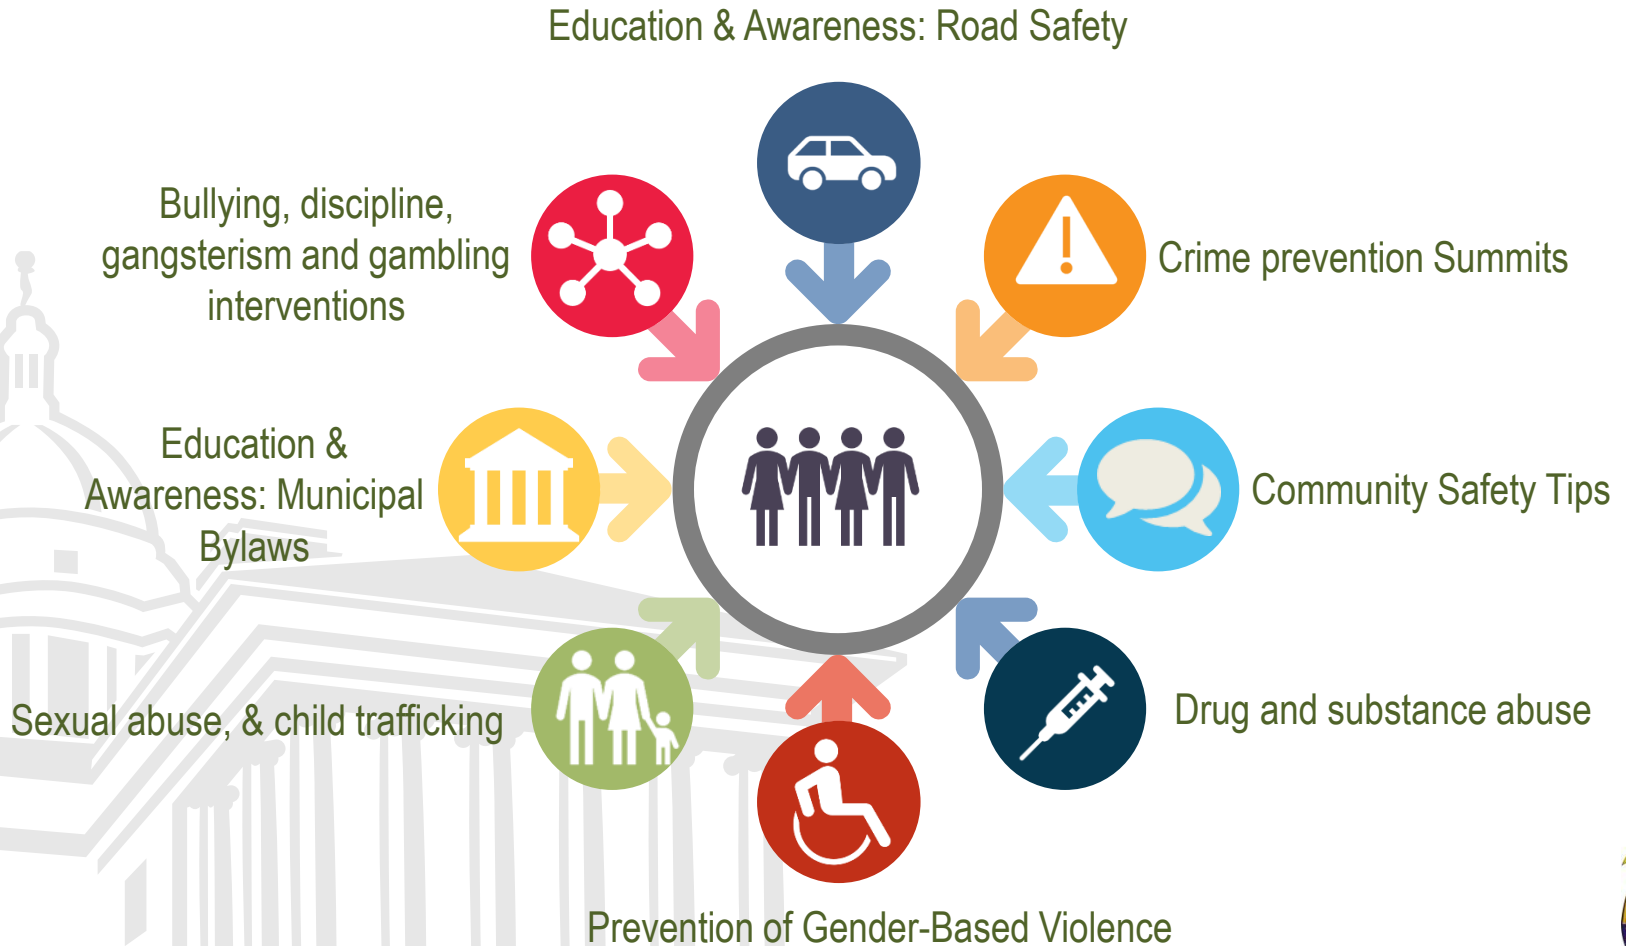 Education & Awareness: Road Safety
Bullying, discipline,
gangsterism and gambling
interventions
Crime prevention Summits
Education &
Awareness: Municipal
Bylaws
Community Safety Tips
Sexual abuse, & child trafficking
Drug and substance abuse
Prevention of Gender-Based Violence